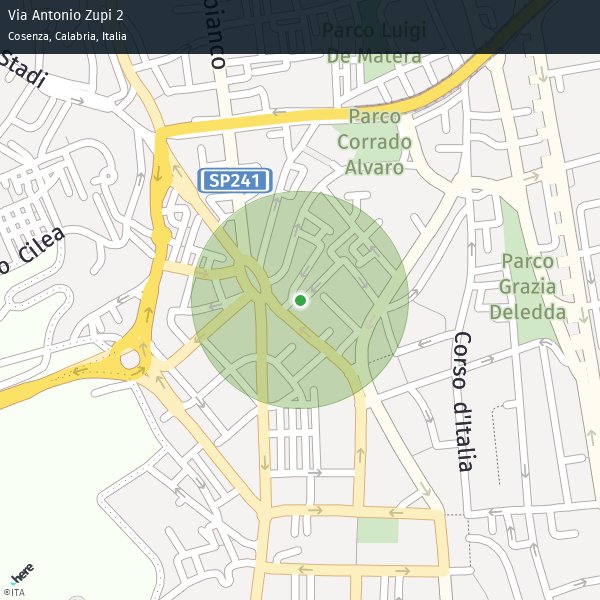 Via Antonio Zupi 2
Cosenza, Calabria, Italia
Stadi
bianco
Parco Luigi
De Matera
Parco
Corrado
Alvaro
SP241
o Cilea
Parco
Grazia
Deledda
Corso d'Italia
here
©ITA